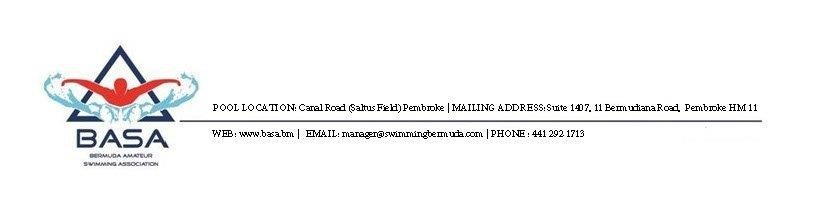 POOL LOCATION: Canal Road (Saltus Field) Pembroke | MAILING ADDRESS: Suite 1407, 11 Bermudiana Road, Pembroke HM 11
WEB: www.basa.bm | EMAIL: manager@swimmingbermuda.com | PHONE: 441 292 1713
BASA
BERMUDA AMATEUR
SWIMMING ASSOCIATION